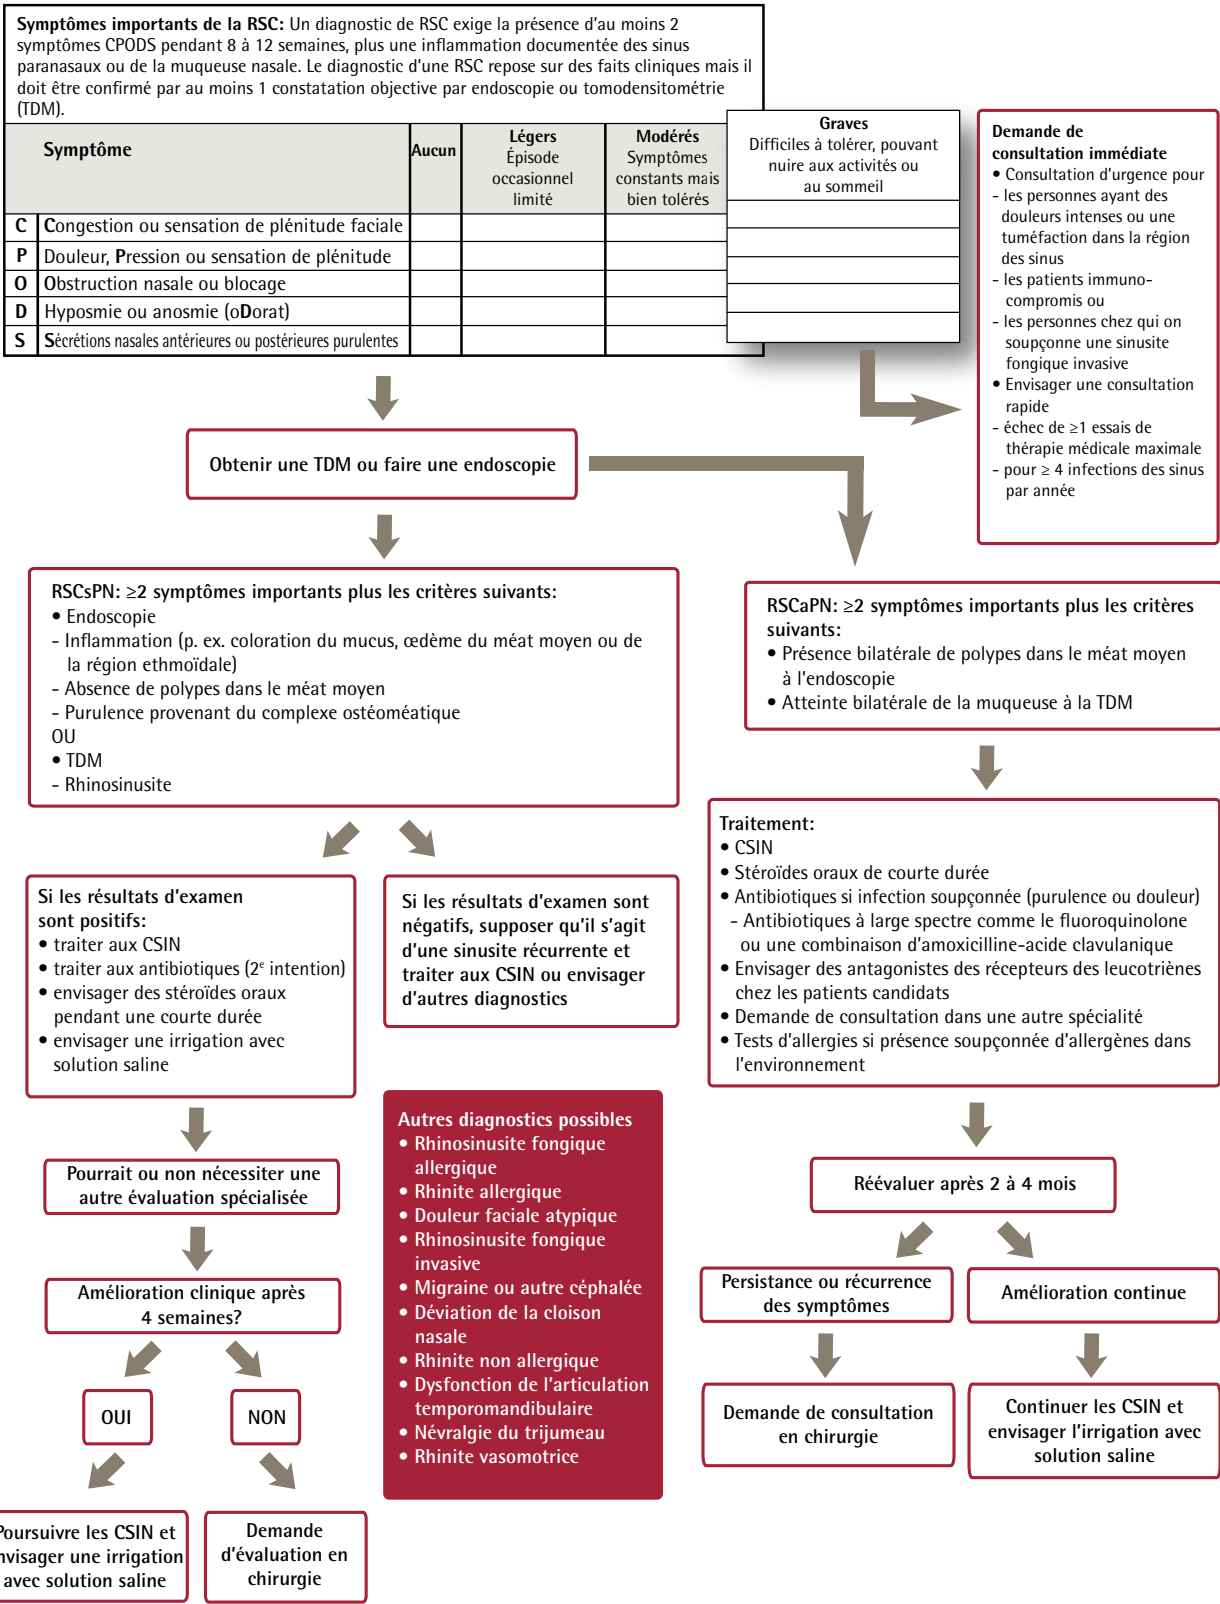 Symptômes importants de la RSC: Un diagnostic de RSC exige la présence d'au moins 2
symptômes CPODS pendant 8 à 12 semaines, plus une inflammation documentée des sinus
paranasaux ou de la muqueuse nasale. Le diagnostic d'une RSC repose sur des faits cliniques mais il
doit être confirmé par au moins 1 constatation objective par endoscopie ou tomodensitométrie
(TDM).
Symptôme
Aucun
Légers
Épisode
occasionnel
limité
Modérés
Symptômes
constants mais
bien tolérés
Graves
Difficiles à tolérer, pouvant
nuire aux activités ou
au sommeil
C Congestion ou sensation de plénitude faciale
P Douleur, Pression ou sensation de plénitude
O Obstruction nasale ou blocage
D Hyposmie ou anosmie (oDorat)
S Sécrétions nasales antérieures ou postérieures purulentes
Demande de
consultation immédiate
• Consultation d'urgence pour
- les personnes ayant des
douleurs intenses ou une
tuméfaction dans la région
des sinus
- les patients immuno-
compromis ou
- les personnes chez qui on
soupçonne une sinusite
fongique invasive
• Envisager une consultation
rapide
- échec de ≥1 essais de
thérapie médicale maximale
- pour ≥ 4 infections des sinus
par année
Obtenir une TDM ou faire une endoscopie
RSCsPN: ≥2 symptômes importants plus les critères suivants:
• Endoscopie
- Inflammation (p. ex. coloration du mucus, œdème du méat moyen ou de
la région ethmoïdale)
- Absence de polypes dans le méat moyen
- Purulence provenant du complexe ostéoméatique
OU
• TDM
- Rhinosinusite
RSCaPN: ≥2 symptômes importants plus les critères
suivants:
• Présence bilatérale de polypes dans le méat moyen
à l'endoscopie
• Atteinte bilatérale de la muqueuse à la TDM
Si les résultats d'examen
sont positifs:
• traiter aux CSIN
• traiter aux antibiotiques (2e intention)
• envisager des stéroïdes oraux
pendant une courte durée
• envisager une irrigation avec
solution saline
Si les résultats d'examen sont
négatifs, supposer qu'il s'agit
d'une sinusite récurrente et
traiter aux CSIN ou envisager
d'autres diagnostics
Traitement:
• CSIN
• Stéroïdes oraux de courte durée
• Antibiotiques si infection soupçonnée (purulence ou douleur)
- Antibiotiques à large spectre comme le fluoroquinolone
ou une combinaison d'amoxicilline-acide clavulanique
• Envisager des antagonistes des récepteurs des leucotriènes
chez les patients candidats
• Demande de consultation dans une autre spécialité
• Tests d'allergies si présence soupçonnée d'allergènes dans
l'environnement
Pourrait ou non nécessiter une
autre évaluation spécialisée
Amélioration clinique après
4 semaines?
OUI
NON
Poursuivre les CSIN et
envisager une irrigation
avec solution saline
Demande
d'évaluation en
chirurgie
Autres diagnostics possibles
• Rhinosinusite fongique
allergique
• Rhinite allergique
• Douleur faciale atypique
• Rhinosinusite fongique
invasive
• Migraine ou autre céphalée
• Déviation de la cloison
nasale
• Rhinite non allergique
• Dysfonction de l'articulation
temporomandibulaire
• Névralgie du trijumeau
• Rhinite vasomotrice
Réévaluer après 2 à 4 mois
Persistance ou récurrence
des symptômes
Amélioration continue
Demande de consultation
en chirurgie
Continuer les CSIN et
envisager l'irrigation avec
solution saline